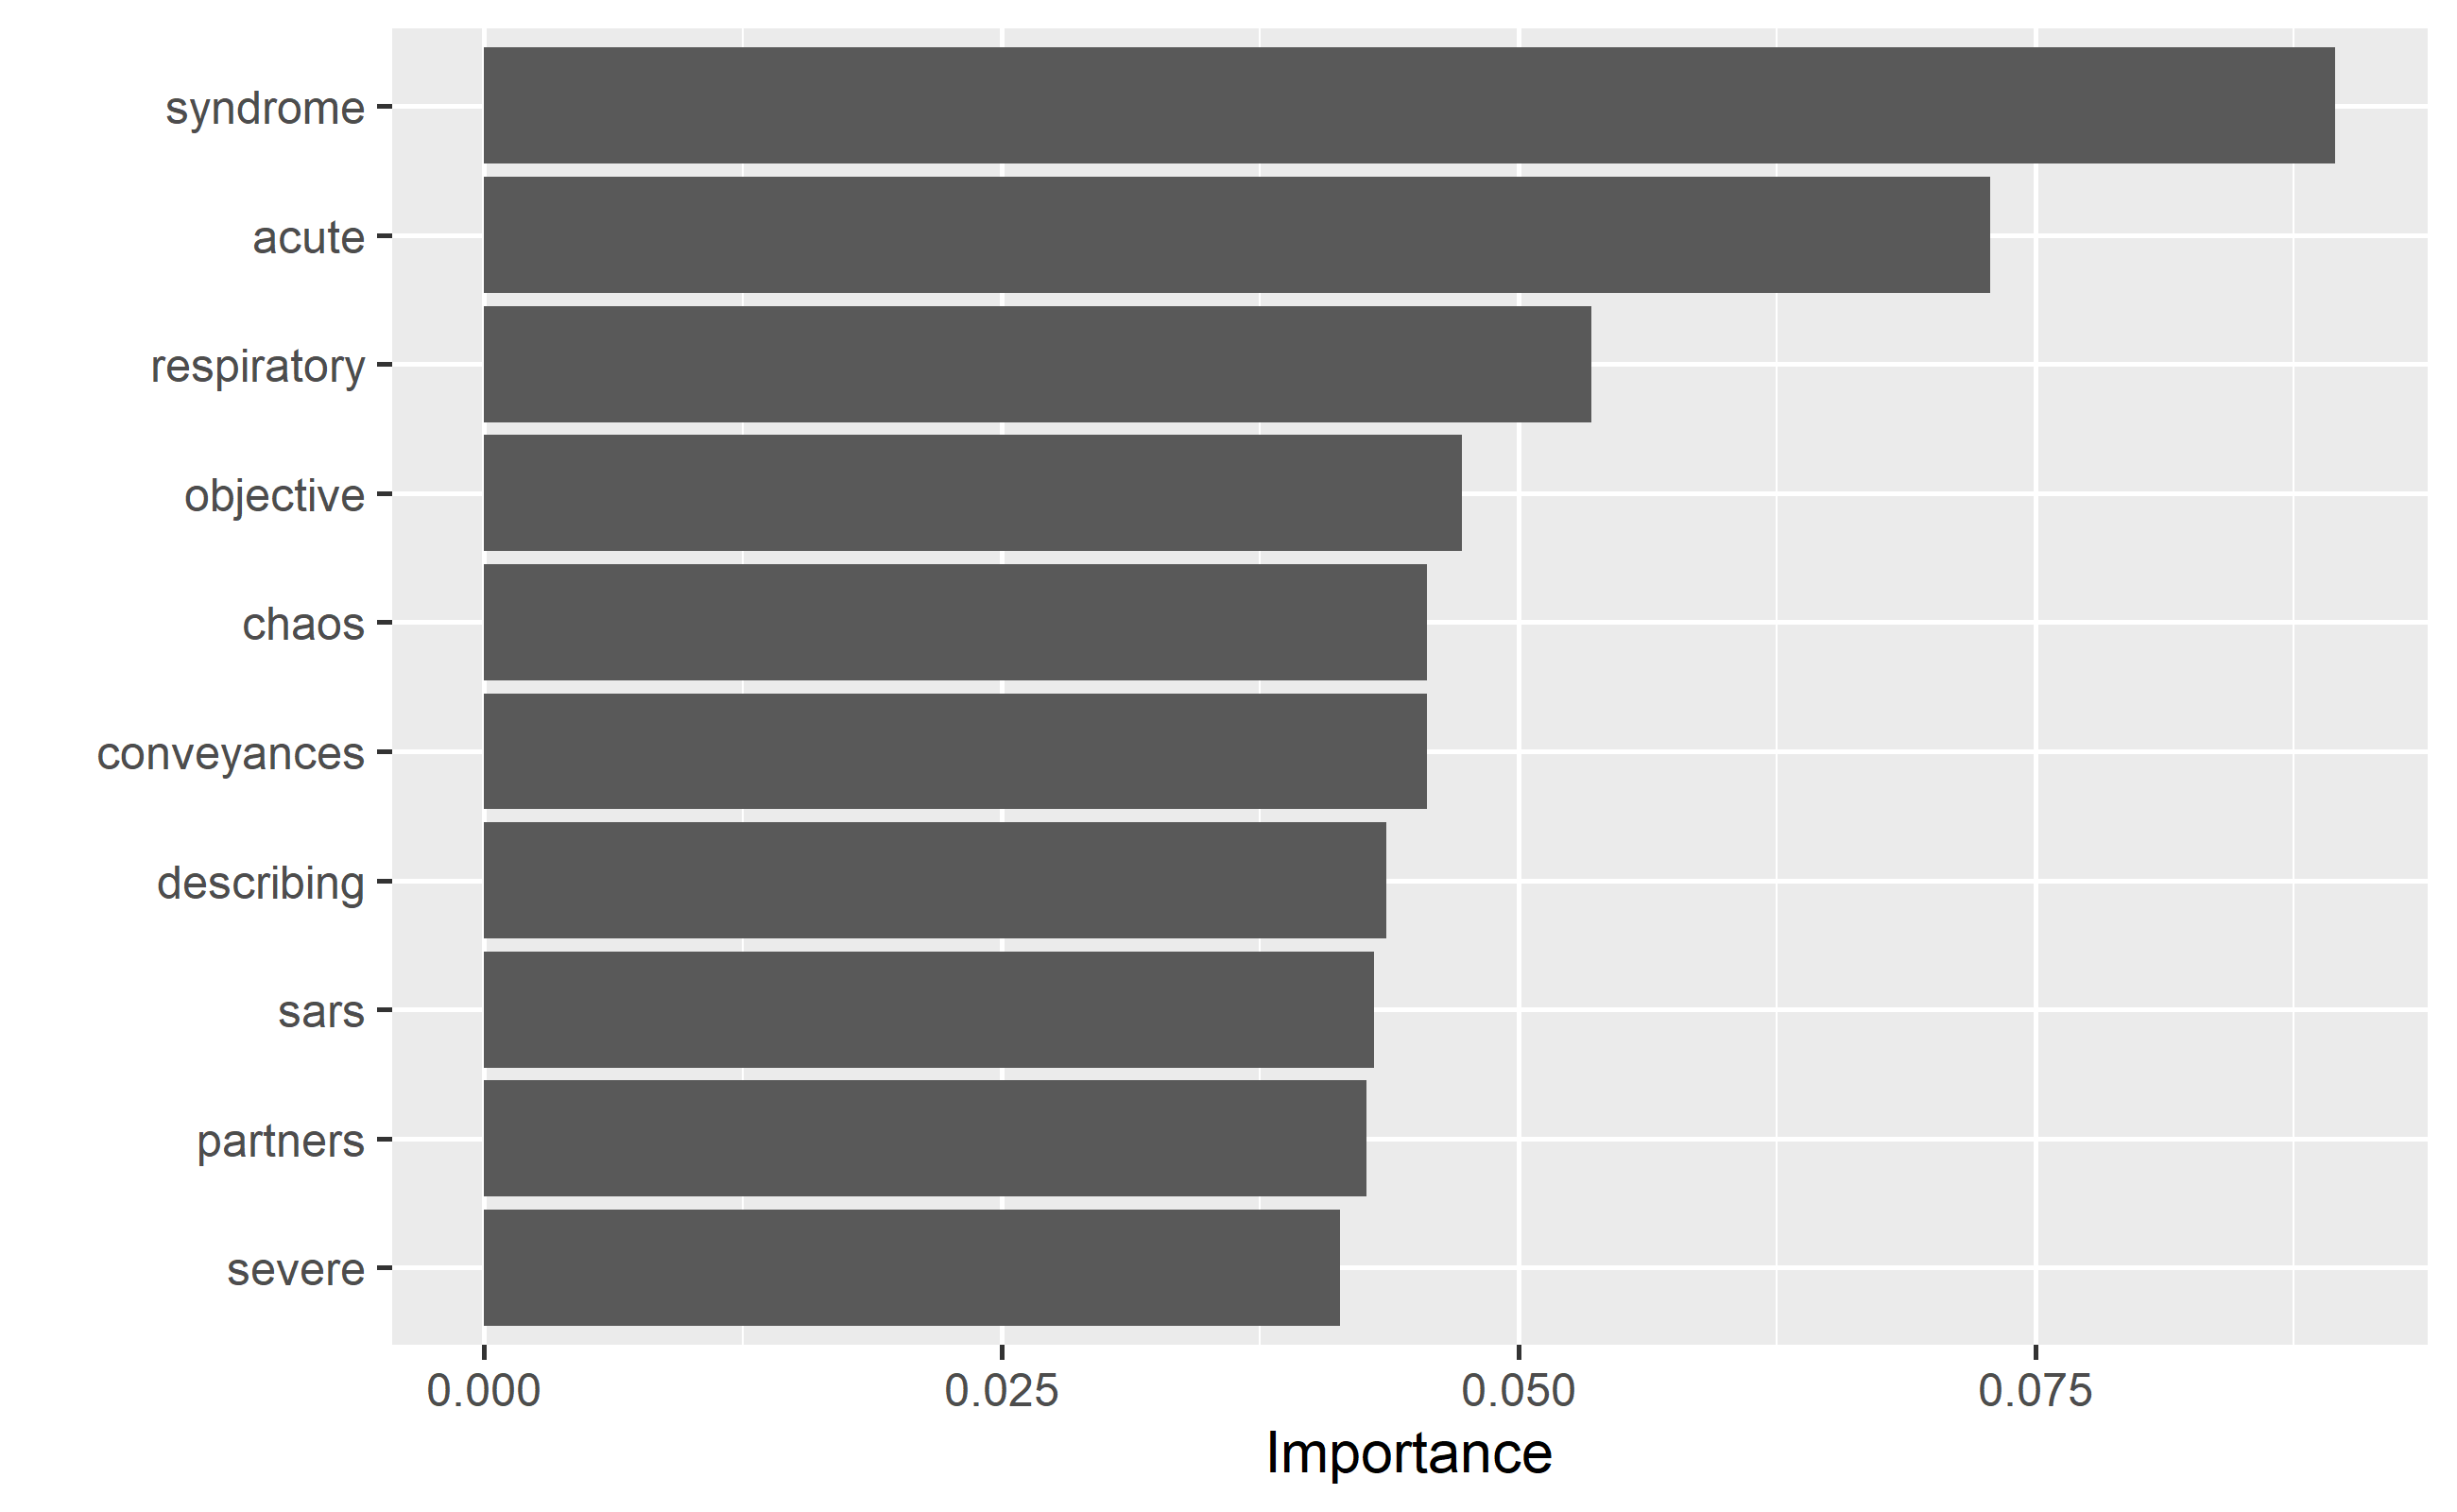 syndrome
acute
respiratory
objective
chaos
conveyances
describing
sars
partners
severe
0.000 0.025 0.050 0.075
Importance